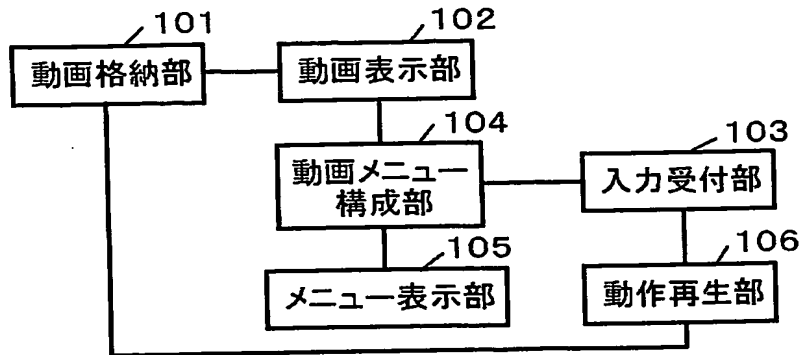 101
動画格納部
102
動画表示部
104
動画メニュー
構成部
103
入力受付部
105
メニュー表示部
106
動作再生部